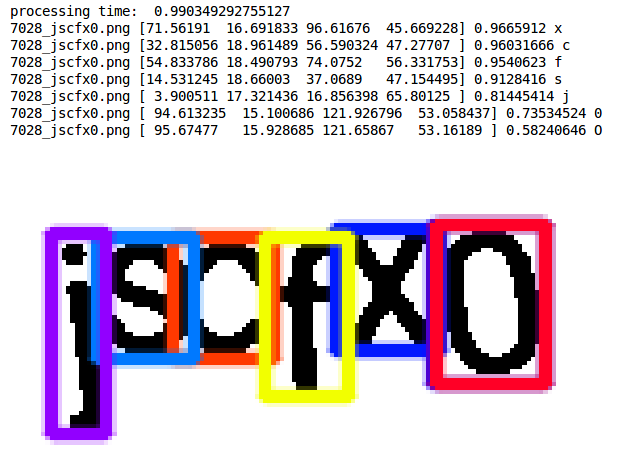 processing time:  0.990349292755127
7028_jscfx0.png [71.56191  16.691833 96.61676  45.669228] 0.9665912 x
7028_jscfx0.png [32.815056 18.961489 56.590324 47.27707 ] 0.96031666 c
7028_jscfx0.png [54.833786 18.490793 74.0752   56.331753] 0.9540623 f
7028_jscfx0.png [14.531245 18.66003  37.0689   47.154495] 0.9128416 s
7028_jscfx0.png [ 3.900511 17.321436 16.856398 65.80125 ] 0.81445414 j
7028_jscfx0.png [ 94.613235  15.100686 121.926796  53.058437] 0.73534524 0
7028_jscfx0.png [ 95.67477   15.928685 121.65867   53.16189 ] 0.58240646 O
jscfx0